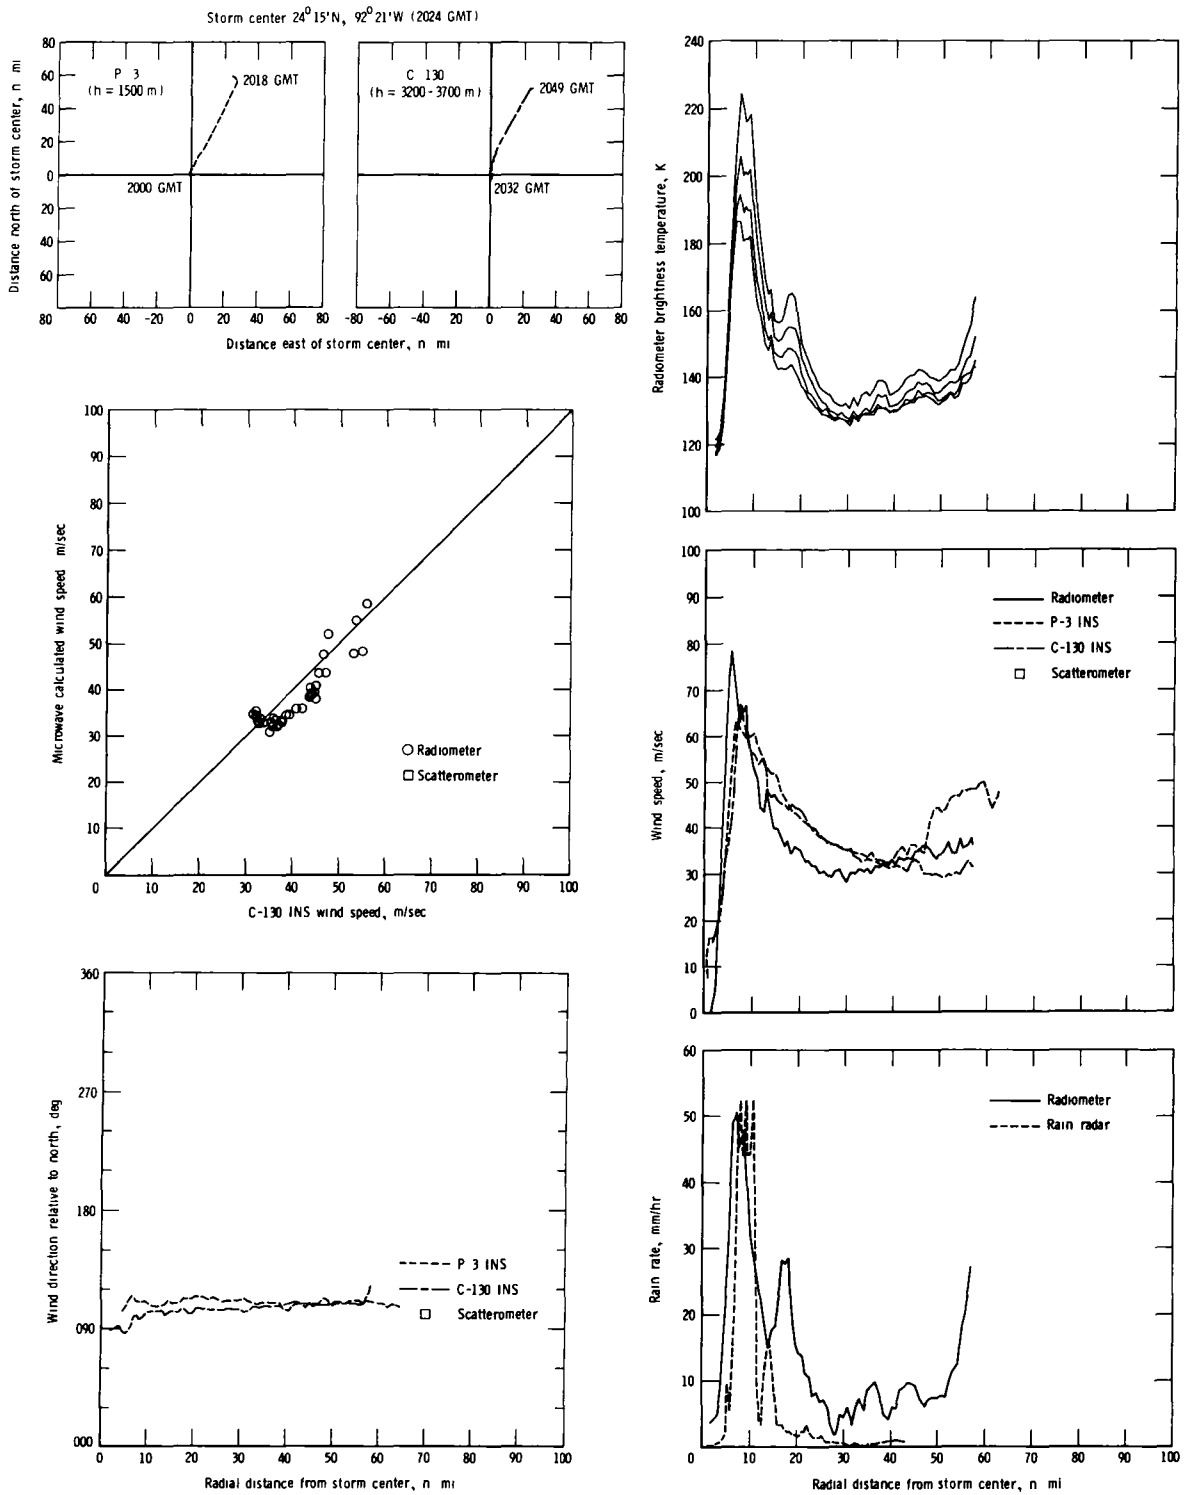 Storm center 24° 15'N, 92° 21'W (2024 GMT)
80
60
40
20
0
20
40
60
80
Distance north of storm center, n mi
P 3
(h = 1500 m)
2018 GMT
2000 GMT
60 40 -20 0 20 40 60 80
C 130
(h = 3200-3700 m)
2049 GMT
2032 GMT
-80 -60 -40 -20 0 20 40 60 80
Distance east of storm center, n mi
240
220
200
180
160
140
120
100
Radiometer brightness temperature, K
100
90
80
70
60
50
40
30
20
10
0
Microwave calculated wind speed m/sec
Radiometer
Scatterometer
10 20 30 40 50 60 70 80 90 100
C-130 INS wind speed, m/sec
100
90
80
70
60
50
40
30
20
10
0
Wind speed, m/sec
Radiometer
P-3 INS
C-130 INS
Scatterometer
360
270
180
090
000
Wind direction relative to north, deg
P 3 INS
C-130 INS
Scatterometer
0 10 20 30 40 50 60 70 80 90 100
Radial distance from storm center, n mi
60
50
40
30
20
10
0
Rain rate, mm/hr
Radiometer
Rain radar
0 10 20 30 40 50 60 70 80 90 100
Radial distance from storm center, n mi